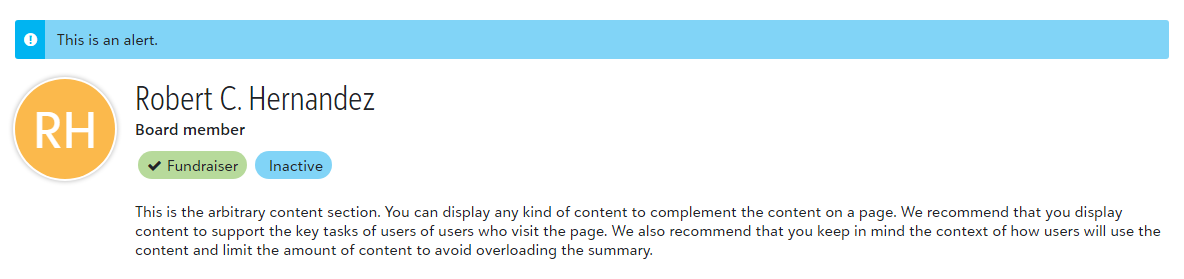 This is an alert.
RH
Robert C. Hernandez
Board member
Fundraiser
Inactive
This is the arbitrary content section. You can display any kind of content to complement the content on a page. We recommend that you display
content to support the key tasks of users of users who visit the page. We also recommend that you keep in mind the context of how users will use the
content and limit the amount of content to avoid overloading the summary.